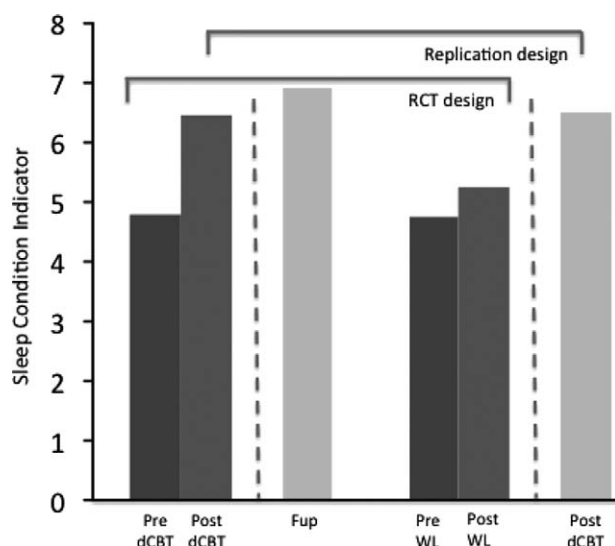 8
Replication design
7
RCT design
6
5
4
3
2
1
0
Sleep Condition Indicator
Pre dCBT
Post dCBT
Fup
Pre WL
Post WL
Post dCBT